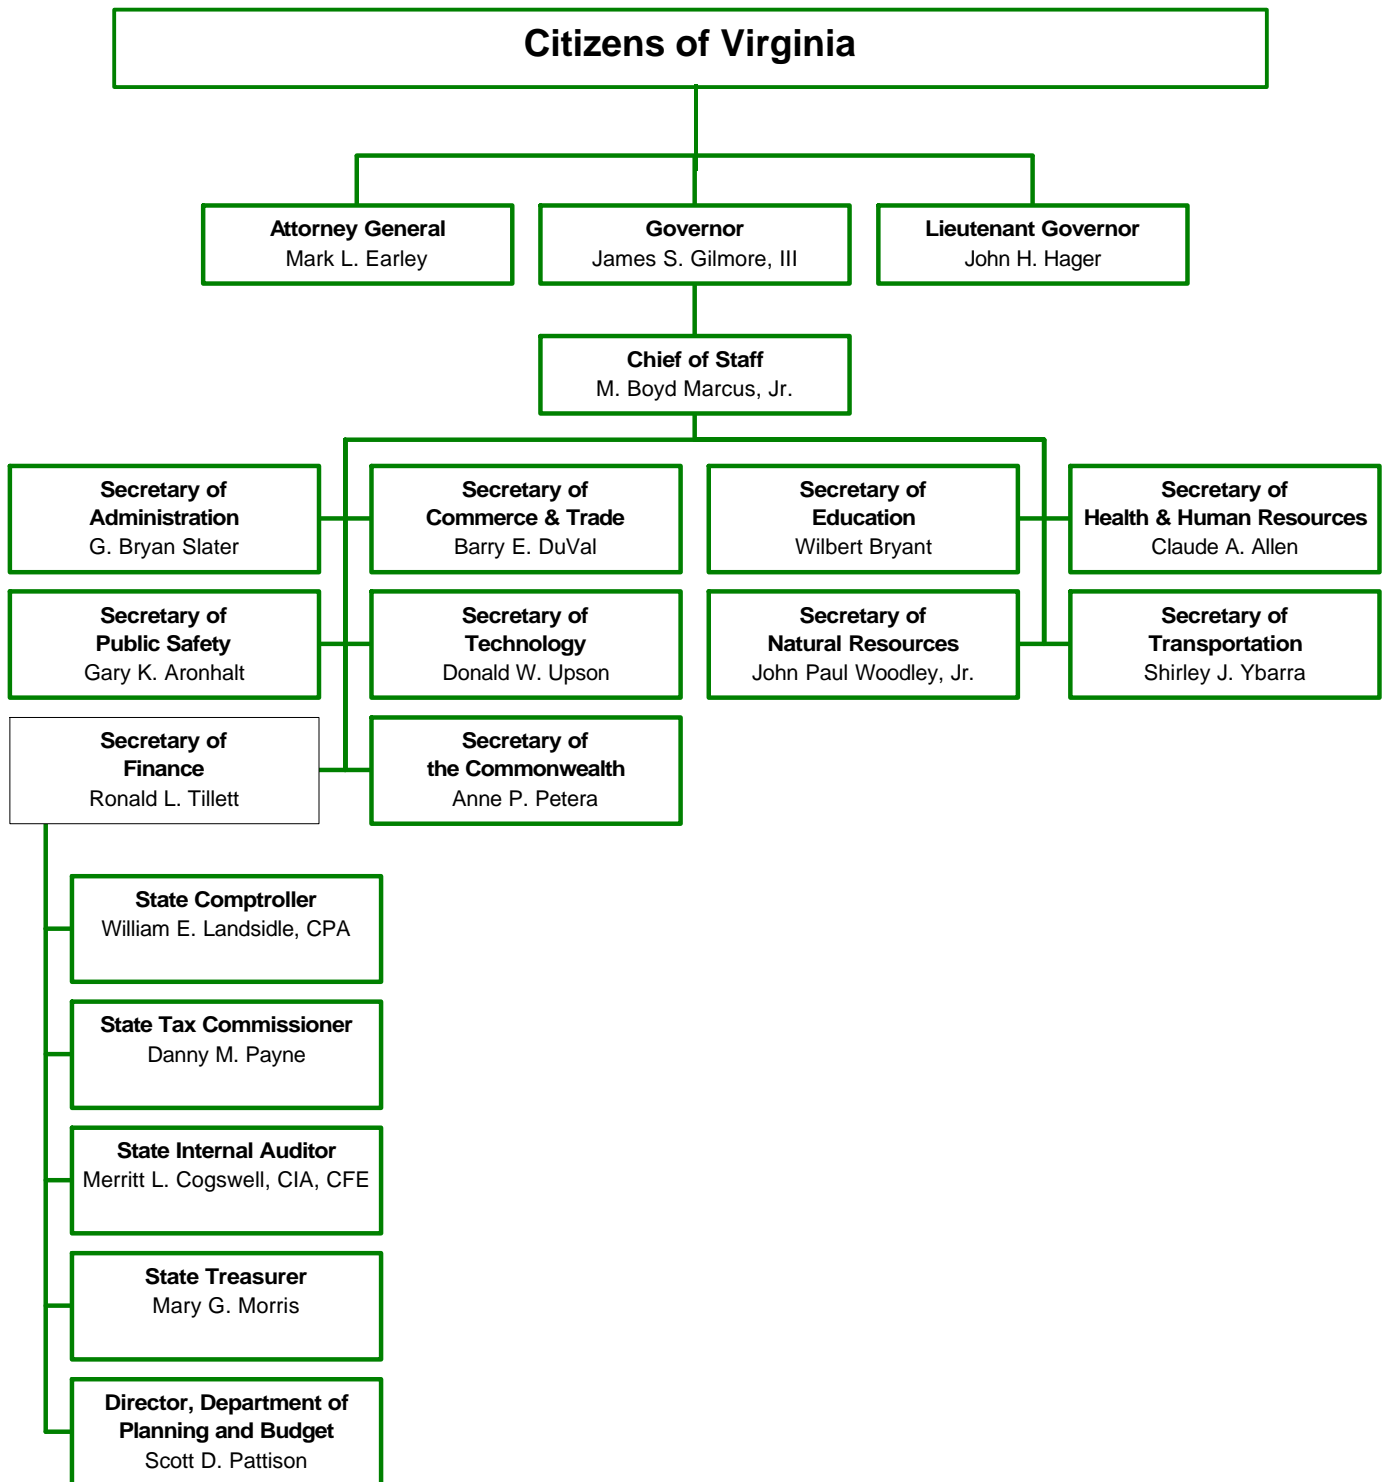 Citizens of Virginia
Attorney General
Mark L. Earley
Governor
James S. Gilmore, III
Lieutenant Governor
John H. Hager
Chief of Staff
M. Boyd Marcus, Jr.
Secretary of
Administration
G. Bryan Slater
Secretary of
Commerce & Trade
Barry E. DuVal
Secretary of
Education
Wilbert Bryant
Secretary of
Health & Human Resources
Claude A. Allen
Secretary of
Public Safety
Gary K. Aronhalt
Secretary of
Technology
Donald W. Upson
Secretary of
Natural Resources
John Paul Woodley, Jr.
Secretary of
Transportation
Shirley J. Ybarra
Secretary of
Finance
Ronald L. Tillett
Secretary of
the Commonwealth
Anne P. Petera
State Comptroller
William E. Landsidle, CPA
State Tax Commissioner
Danny M. Payne
State Internal Auditor
Merritt L. Cogswell, CIA, CFE
State Treasurer
Mary G. Morris
Director, Department of
Planning and Budget
Scott D. Pattison